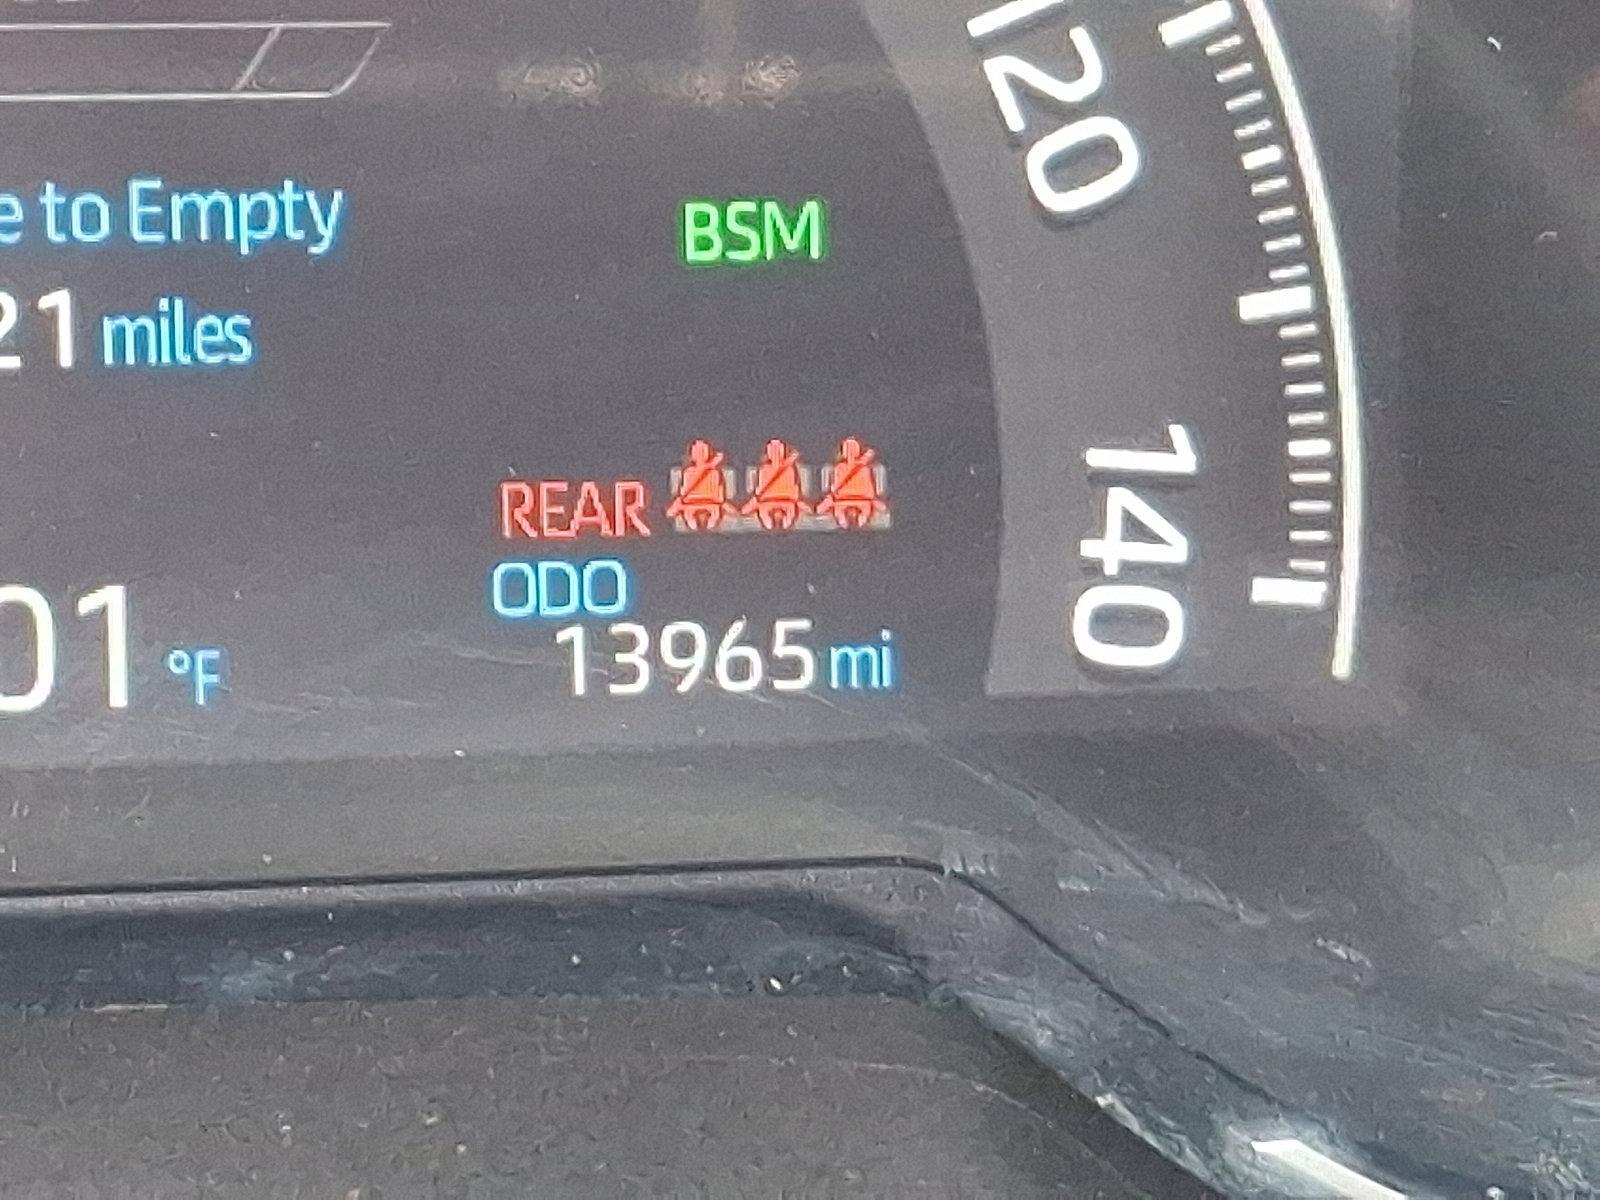 120
e to Empty
BSM
21 miles
140
REAR
ODO
13965 mi
01 °F